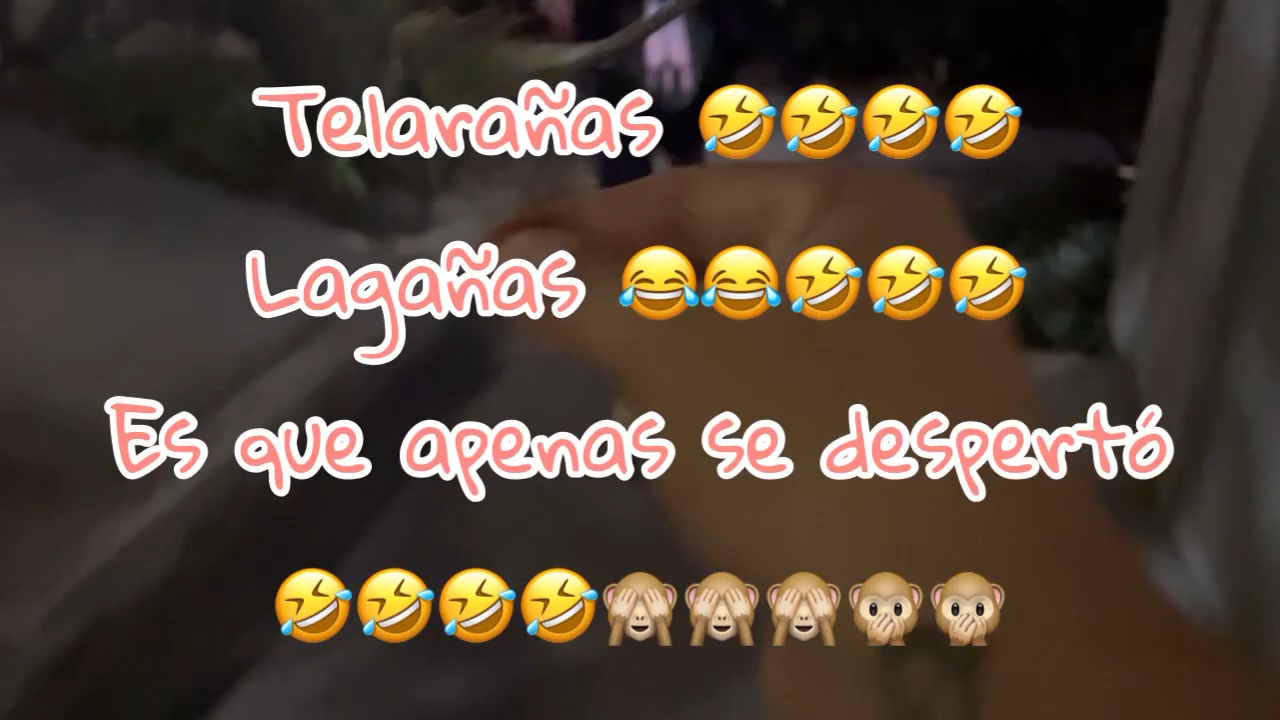 Telarañas 🤣🤣🤣🤣
Lagañas 😂😂🤣🤣🤣
Es que apenas se despertó
🤣🤣🤣🤣🙈🙈🙈🙊🙊